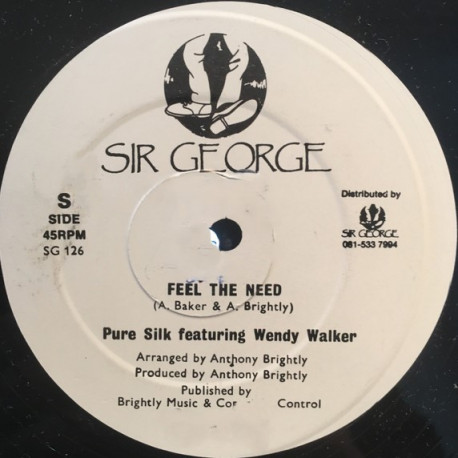 SIR GEORGE
S
SIDE
45RPM
SG 126
Distributed by
SIR GEORGE
081-533 7994
FEEL THE NEED
(A. Baker & A. Brightly)
Pure Silk featuring Wendy Walker
Arranged by Anthony Brightly
Produced by Anthony Brightly
Published by
Brightly Music & Control